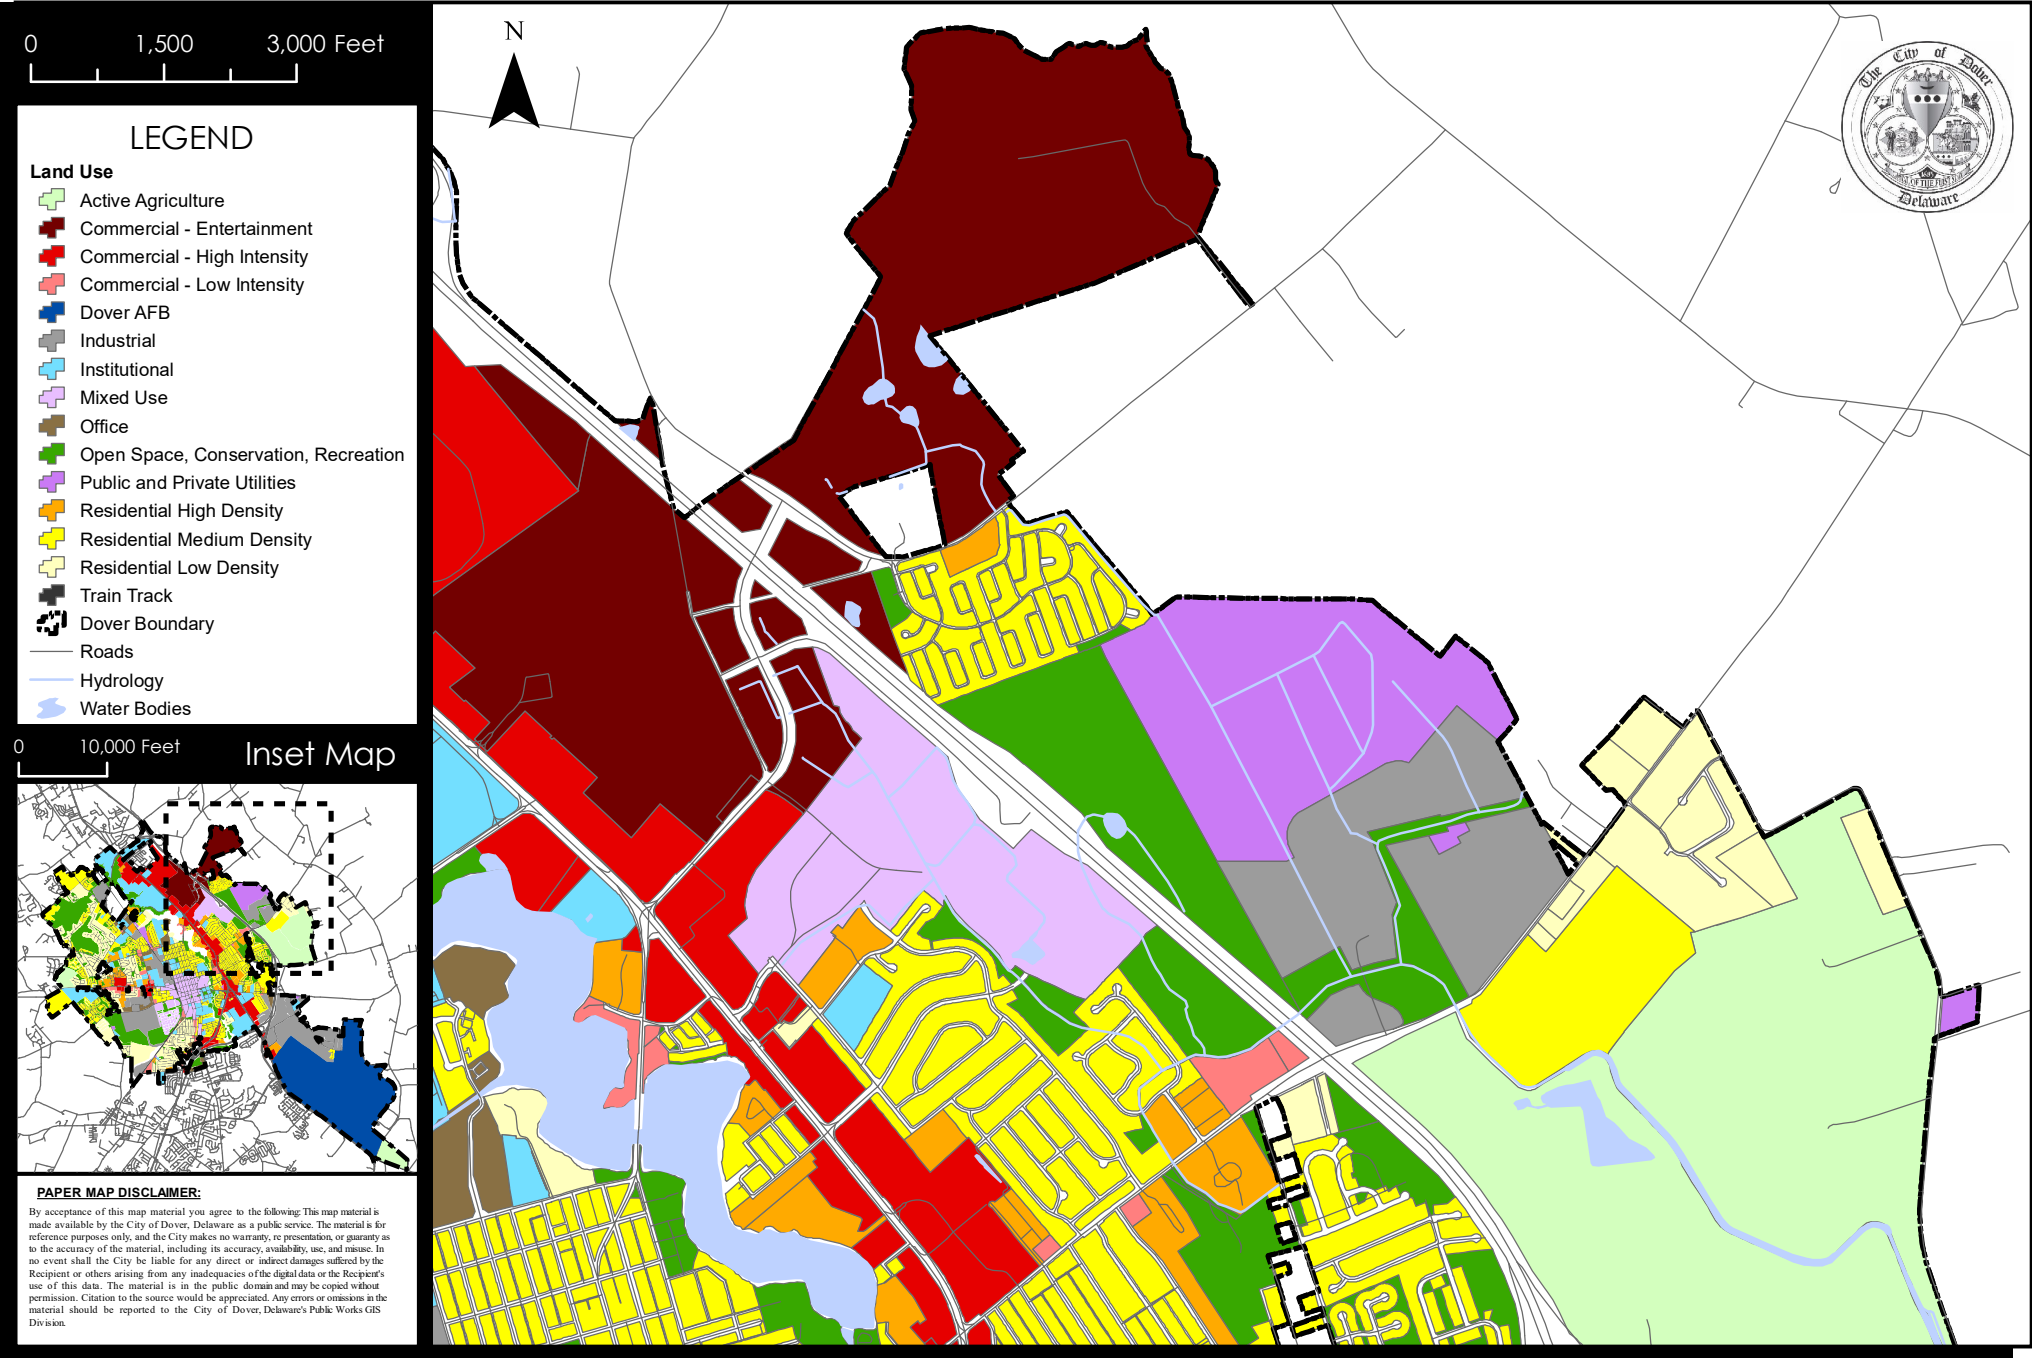 0 1,500 3,000 Feet
N
The City of Dover
Delaware
LEGEND
Land Use
Active Agriculture
Commercial - Entertainment
Commercial - High Intensity
Commercial - Low Intensity
Dover AFB
Industrial
Institutional
Mixed Use
Office
Open Space, Conservation, Recreation
Public and Private Utilities
Residential High Density
Residential Medium Density
Residential Low Density
Train Track
Dover Boundary
Roads
Hydrology
Water Bodies
0 10,000 Feet
Inset Map
PAPER MAP DISCLAIMER:
By acceptance of this map material you agree to the following: This map material is
made available by the City of Dover, Delaware as a public service. The material is for
reference purposes only, and the City makes no warranty, re presentation, or guaranty as
to the accuracy of the material, including its accuracy, availability, use, and misuse. In
no event shall the City be liable for any direct or indirect damages suffered by the
Recipient or others arising from any inadequacies of the digital data or the Recipient's
use of this data. The material is in the public domain and may be copied without
permission. Citation to the source would be appreciated. Any errors or omissions in the
material should be reported to the City of Dover, Delaware's Public Works GIS
Division.